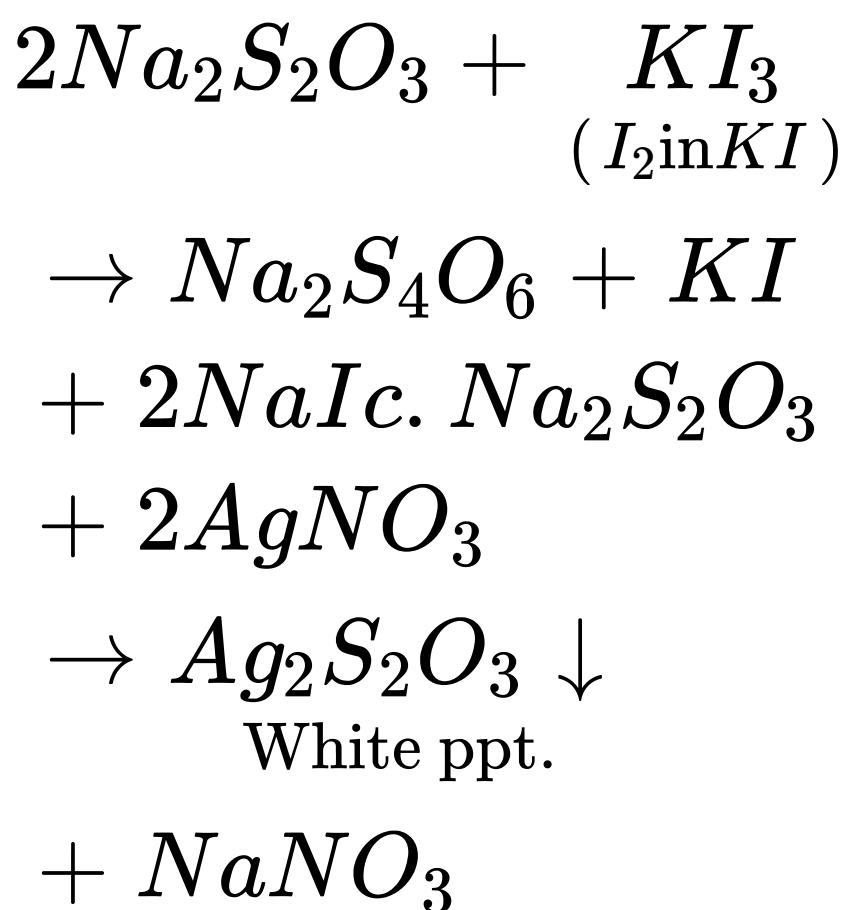 2Na₂S₂O₃ + KI₃
( I₂inKI )
→ Na₂S₄O₆ + KI
+ 2NaIc. Na₂S₂O₃
+ 2AgNO₃
→ Ag₂S₂O₃ ↓
White ppt.
+ NaNO₃